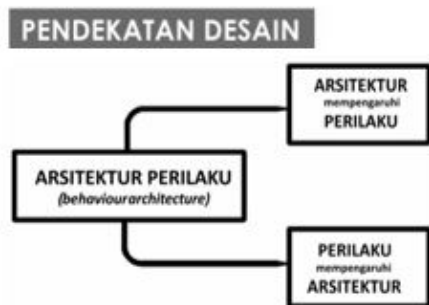 PENDEKATAN DESAIN
ARSITEKTUR
mempengaruhi
PERILAKU
ARSITEKTUR PERILAKU
(behaviourarchitecture)
PERILAKU
mempengaruhi
ARSITEKTUR